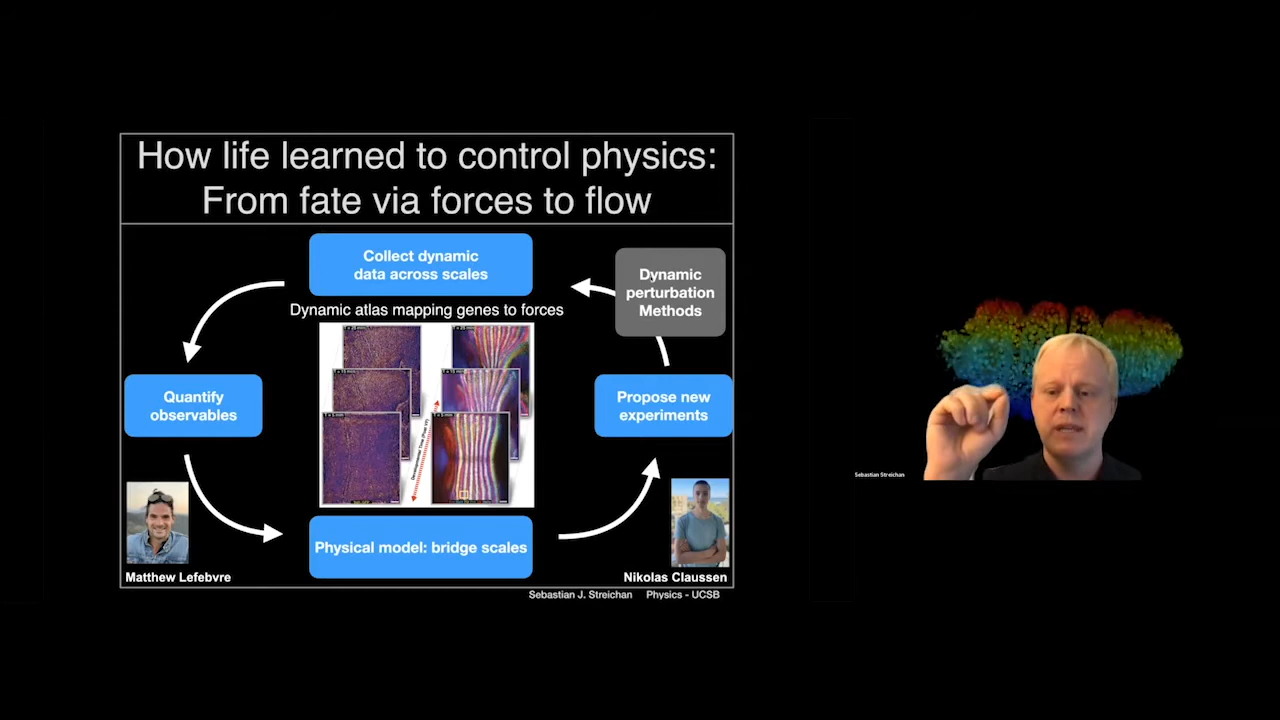 How life learned to control physics:
From fate via forces to flow
Collect dynamic
data across scales
Dynamic
perturbation
Methods
Dynamic atlas mapping genes to forces
Quantify
observables
Propose new
experiments
Physical model: bridge scales
Matthew Lefebvre
Nikolas Claussen
Sebastian J. Streichan Physics - UCSB
Sebastian Streichan